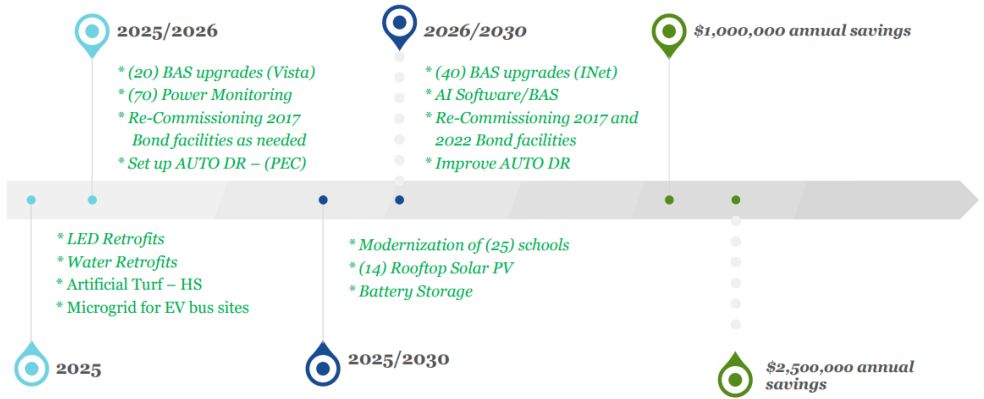 2025/2026
* (20) BAS upgrades (Vista)
* (70) Power Monitoring
* Re-Commissioning 2017
Bond facilities as needed
* Set up AUTO DR – (PEC)
2026/2030
* (40) BAS upgrades (INet)
* AI Software/BAS
* Re-Commissioning 2017 and
2022 Bond facilities
* Improve AUTO DR
$1,000,000 annual savings
* LED Retrofits
* Water Retrofits
* Artificial Turf – HS
* Microgrid for EV bus sites
2025
* Modernization of (25) schools
* (14) Rooftop Solar PV
* Battery Storage
2025/2030
$2,500,000 annual
savings